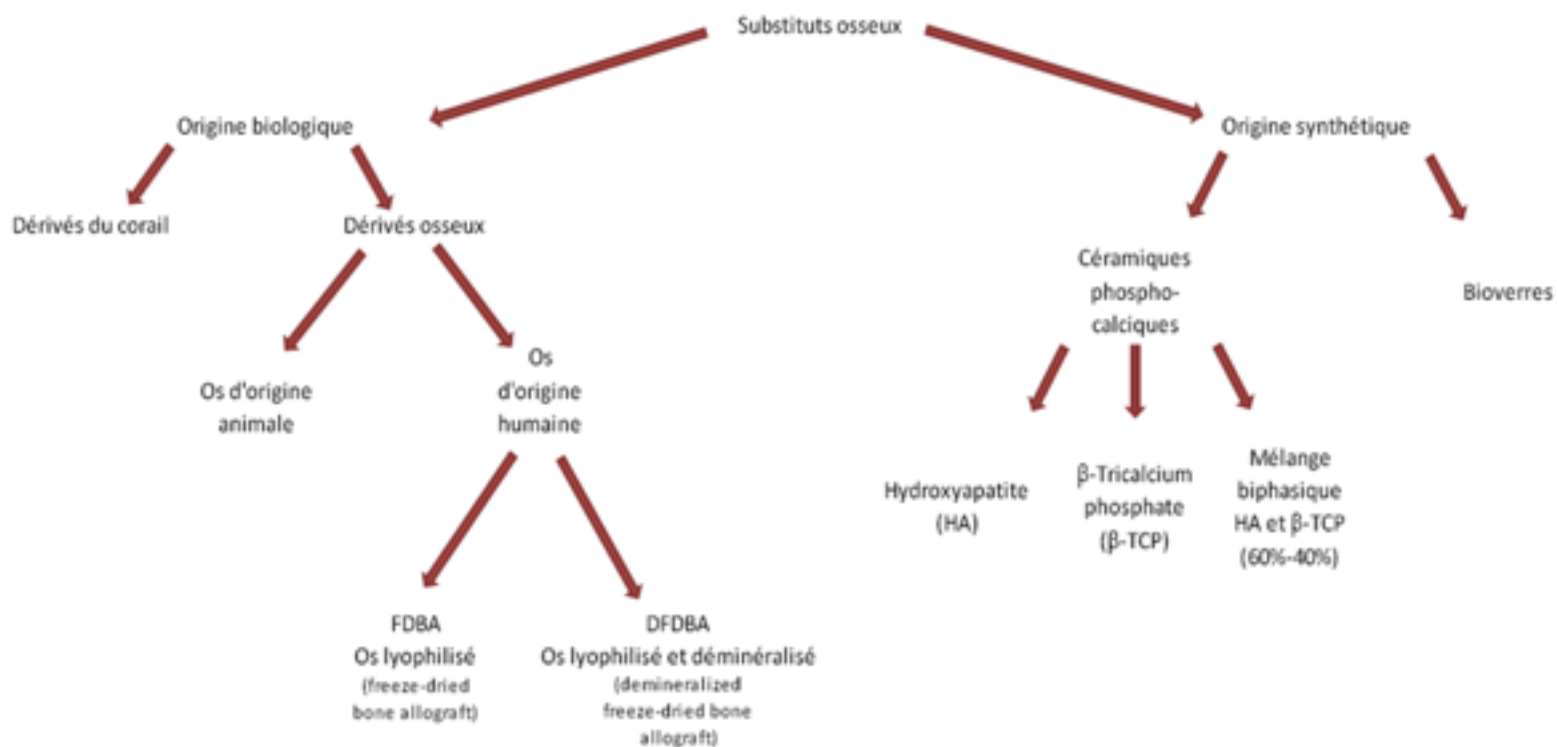 Substituts osseux
Origine biologique
Origine synthétique
Dérivés du corail
Dérivés osseux
Céramiques
phospho-
calciques
Bioverres
Os d'origine
animale
Os
d'origine
humaine
Hydroxyapatite
(HA)
β-Tricalcium
phosphate
(β-TCP)
Mélange
biphasique
HA et β-TCP
(60%-40%)
FDBA
Os lyophilisé
(freeze-dried
bone allograft)
DFDBA
Os lyophilisé et déminéralisé
(demineralized
freeze-dried bone
allograft)